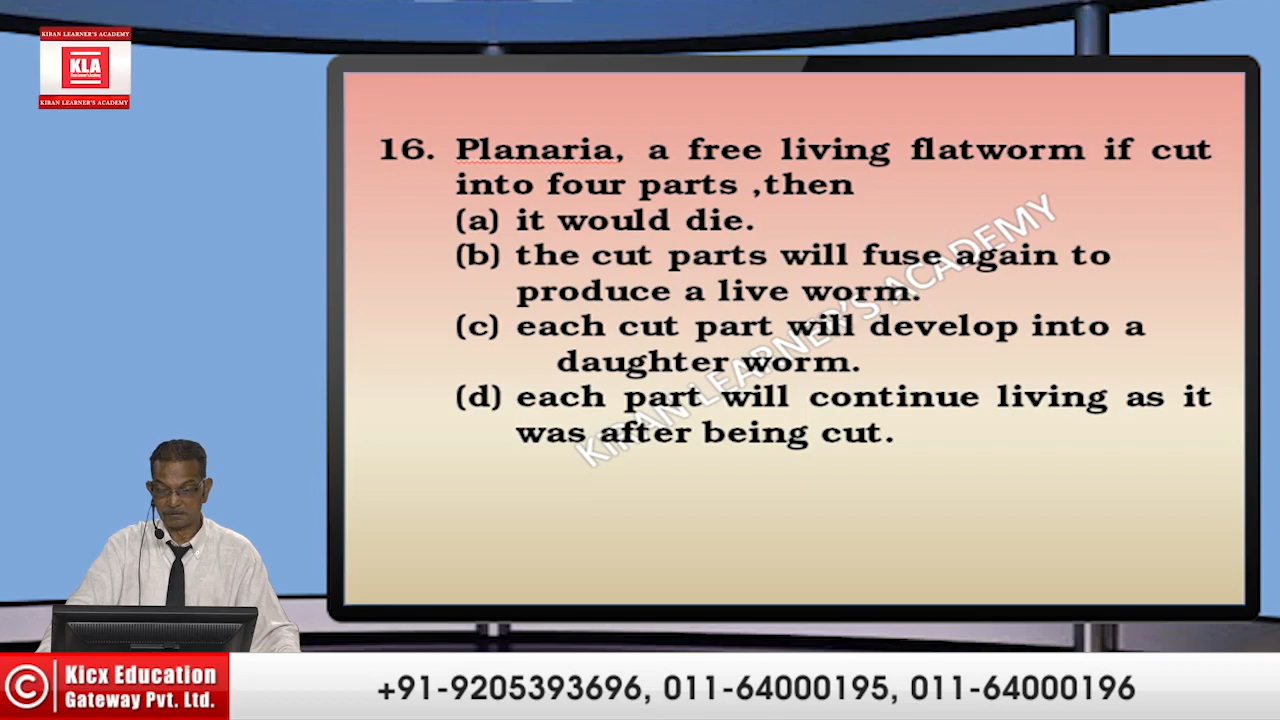 KIRAN LEARNER'S ACADEMY
KLA
Kiran Learner's Academy
KIRAN LEARNER'S ACADEMY
16. Planaria, a free living flatworm if cut
into four parts ,then
(a) it would die.
(b) the cut parts will fuse again to
produce a live worm.
(c) each cut part will develop into a
daughter worm.
(d) each part will continue living as it
was after being cut.
KIRAN LEARNER'S ACADEMY
© Kicx Education
Gateway Pvt. Ltd.
+91-9205393696, 011-64000195, 011-64000196